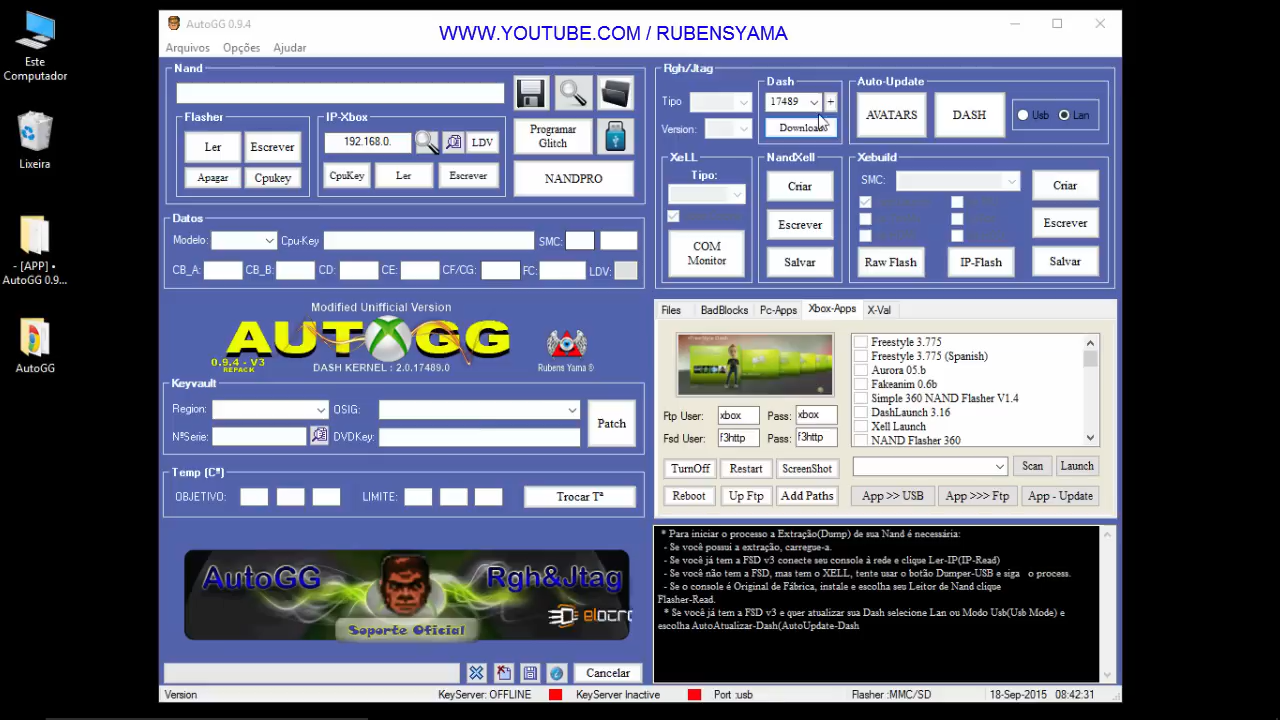 AutoGG 0.9.4
WWW.YOUTUBE.COM / RUBENSYAMA
Arquivos Opções Ajudar
Este
Computador
Lixeira
- [APP] •
AutoGG 0.9...
AutoGG
Nand
Flasher
Ler Escrever
Apagar Cpukey
IP-Xbox
192.168.0. LDV
CpuKey Ler Escrever
Programar
Glitch
NANDPRO
Datos
Modelo: Cpu-Key SMC:
CB_A: CB_B: CD: CE: CF/CG: FC: LDV:
Modified Unifficial Version
AUTOGG
0.9.4 - V3
REPACK
DASH KERNEL : 2.0.17489.0
Rubens Yama ®
Keyvault
Region: OSIG:
NºSerie: DVDKey:
Patch
Temp (Cº)
OBJETIVO: LIMITE: Trocar Tª
AutoGG Rgh&Jtag
Soporte Oficial
elotro
Cancelar
Rgh/Jtag
Tipo
Version:
Dash
17489 +
Downloads
Auto-Update
AVATARS DASH Usb Lan
XeLL
Tipo:
COM
Monitor
NandXell
Criar
Escrever
Salvar
Xebuild
SMC: Criar
Escrever
Raw Flash IP-Flash Salvar
Files BadBlocks Pc-Apps Xbox-Apps X-Val
Freestyle 3.775
Freestyle 3.775 (Spanish)
Aurora 05.b
Fakeanim 0.6b
Simple 360 NAND Flasher V1.4
DashLaunch 3.16
Xell Launch
NAND Flasher 360
Ftp User: xbox Pass: xbox
Fsd User: f3http Pass: f3http
TurnOff Restart ScreenShot Scan Launch
Reboot Up Ftp Add Paths App >> USB App >>> Ftp App - Update
* Para iniciar o processo a Extração(Dump) de sua Nand é necessária:
- Se você possui a extração, carregue-a.
- Se você já tem a FSD v3 conecte seu console à rede e clique Ler-IP(IP-Read)
- Se você não tem a FSD, mas tem o XELL, tente usar o botão Dumper-USB e siga o process.
- Se o console é Original de Fábrica, instale e escolha seu Leitor de Nand clique
Flasher-Read.
* Se você já tem a FSD v3 e quer atualizar sua Dash selecione Lan ou Modo Usb(Usb Mode) e
escolha AutoAtualizar-Dash(AutoUpdate-Dash
Version KeyServer: OFFLINE KeyServer Inactive Port :usb Flasher :MMC/SD 18-Sep-2015 08:42:31